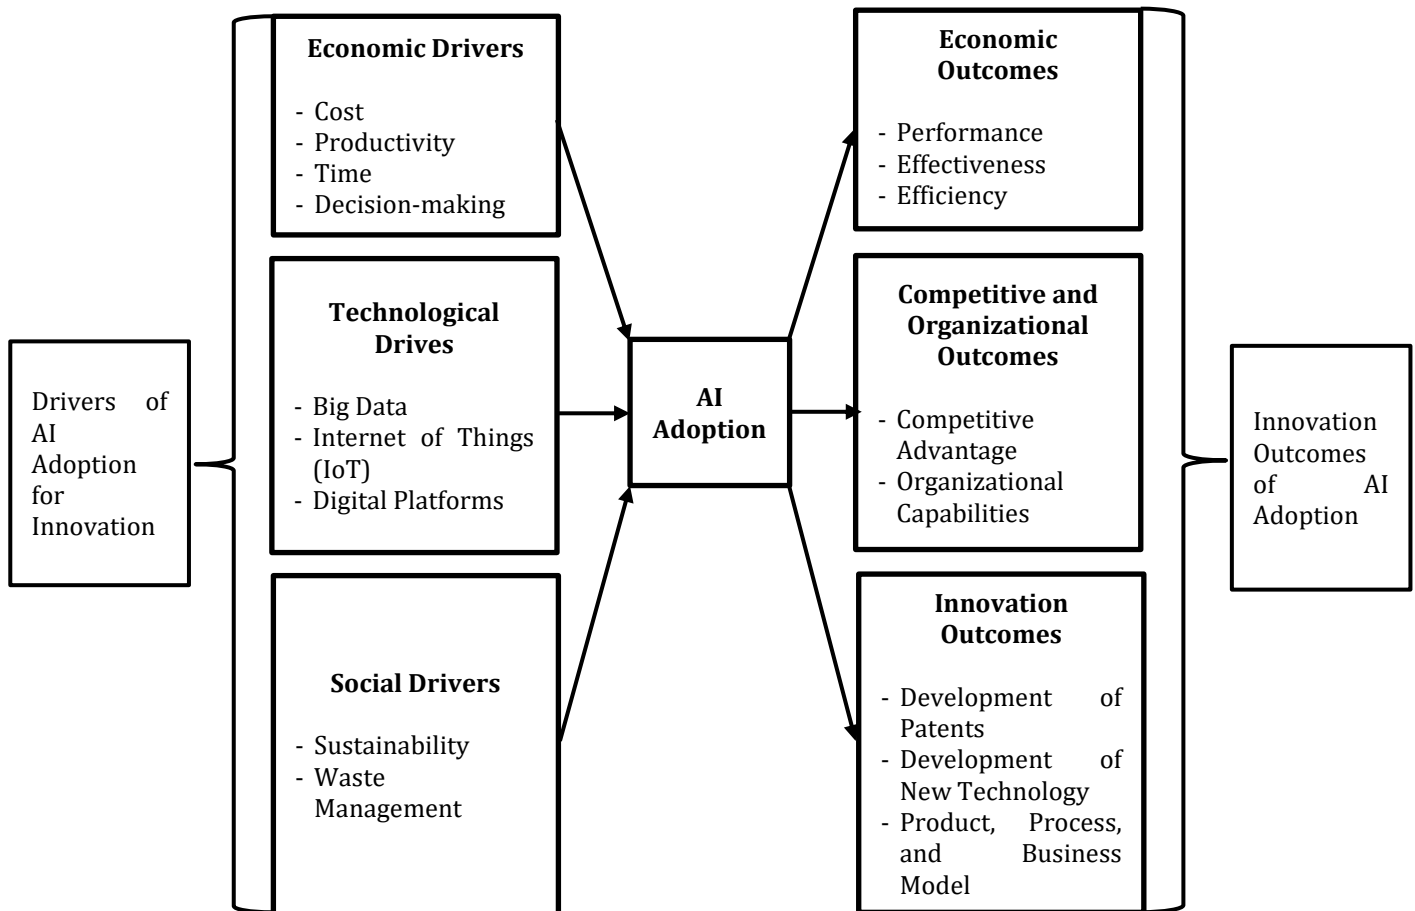 Drivers of
AI
Adoption
for
Innovation
Economic Drivers
- Cost
- Productivity
- Time
- Decision-making
Technological
Drives
- Big Data
- Internet of Things
(IoT)
- Digital Platforms
Social Drivers
- Sustainability
- Waste
Management
AI
Adoption
Economic
Outcomes
- Performance
- Effectiveness
- Efficiency
Competitive and
Organizational
Outcomes
- Competitive
Advantage
- Organizational
Capabilities
Innovation
Outcomes
- Development of
Patents
- Development of
New Technology
- Product, Process,
and Business
Model
Innovation
Outcomes
of AI
Adoption